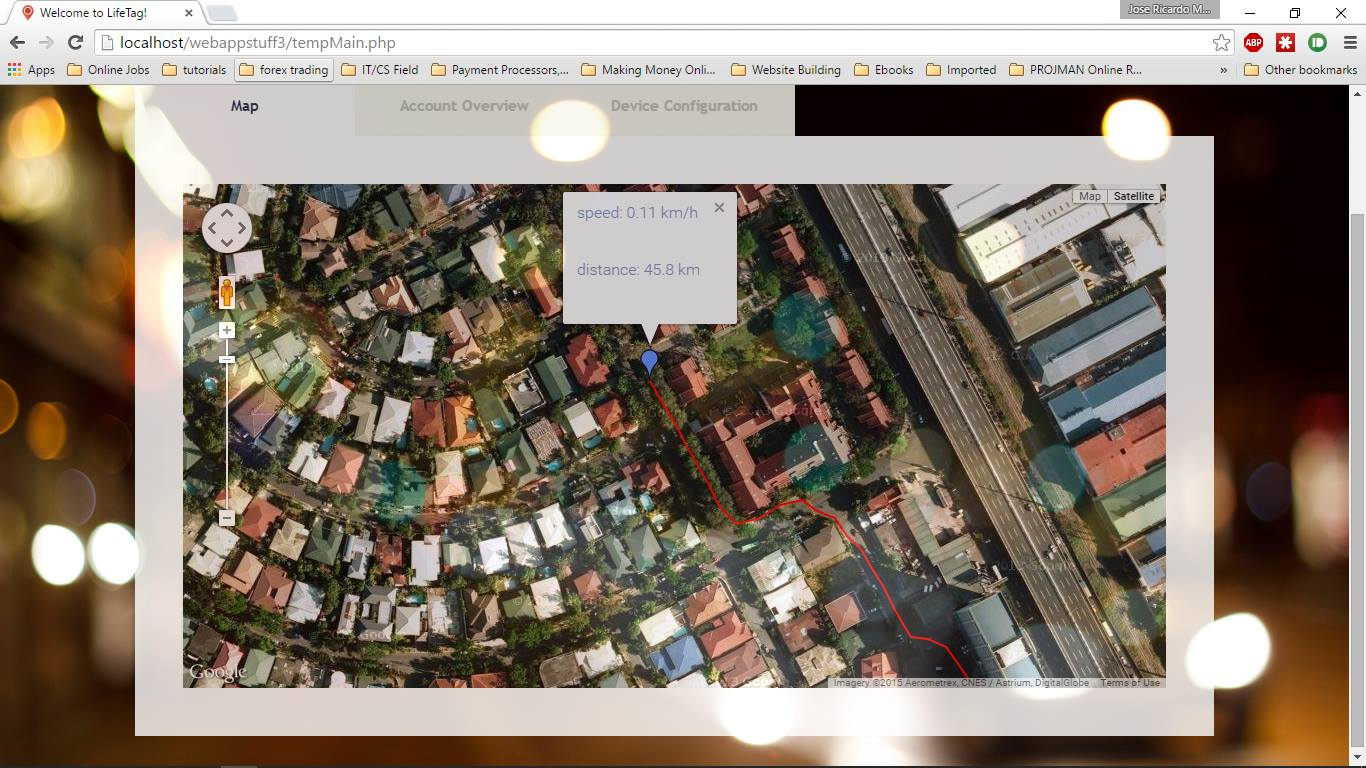 Jose Ricardo M...
Welcome to LifeTag!
localhost/webappstuff3/tempMain.php
ABP
Apps Online Jobs tutorials forex trading IT/CS Field Payment Processors,... Making Money Onli... Website Building Ebooks Imported PROJMAN Online R... » Other bookmarks
Map Account Overview Device Configuration
Map Satellite
speed: 0.11 km/h
distance: 45.8 km
Google
Imagery ©2015 Aerometrex, CNES / Astrium, DigitalGlobe Terms of Use